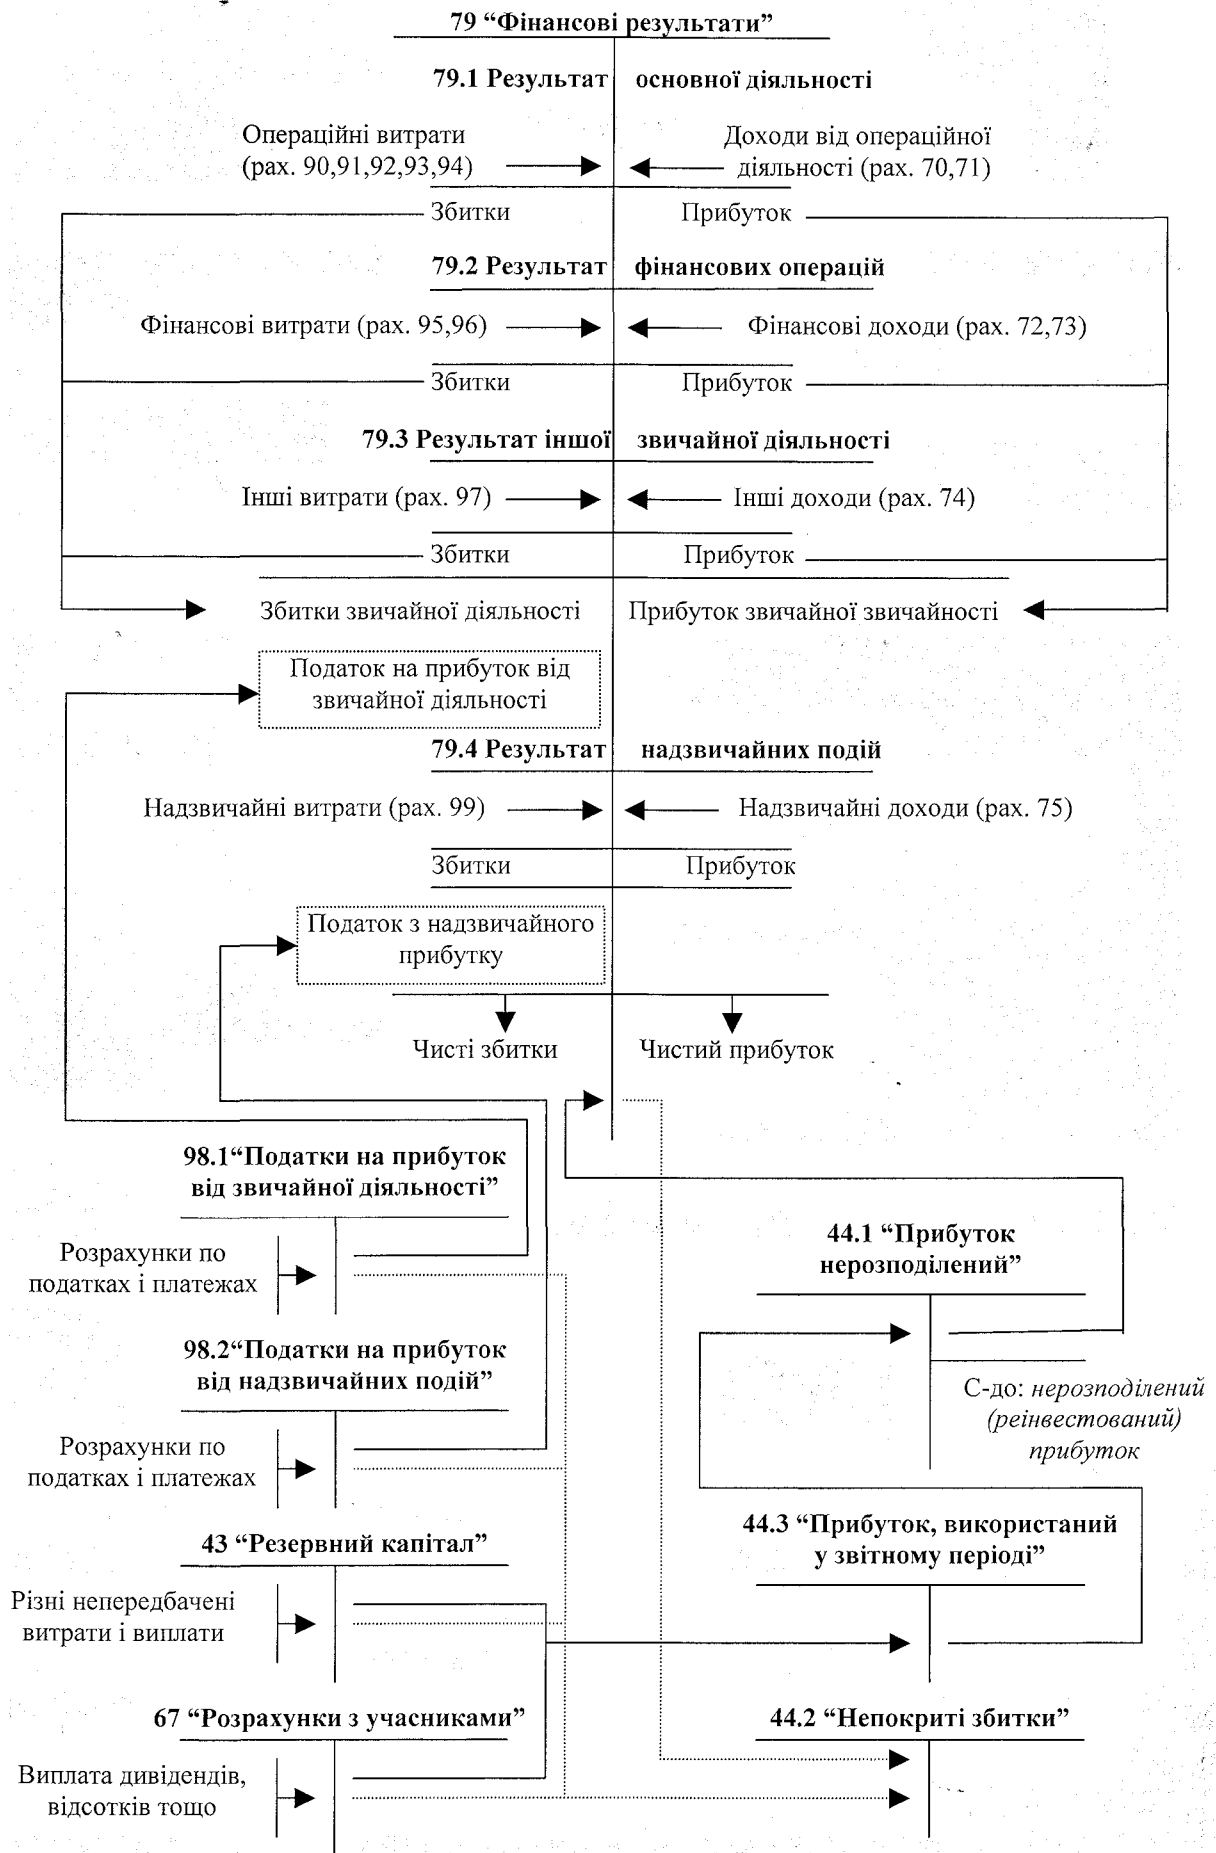 79 “Фінансові результати”
79.1 Результат основної діяльності
Операційні витрати
(рах. 90,91,92,93,94)
Доходи від операційної
діяльності (рах. 70,71)
Збитки Прибуток
79.2 Результат фінансових операцій
Фінансові витрати (рах. 95,96) Фінансові доходи (рах. 72,73)
Збитки Прибуток
79.3 Результат іншої звичайної діяльності
Інші витрати (рах. 97) Інші доходи (рах. 74)
Збитки Прибуток
Збитки звичайної діяльності Прибуток звичайної звичайності
Податок на прибуток від
звичайної діяльності
79.4 Результат надзвичайних подій
Надзвичайні витрати (рах. 99) Надзвичайні доходи (рах. 75)
Збитки Прибуток
Податок з надзвичайного
прибутку
Чисті збитки Чистий прибуток
98.1“Податки на прибуток
від звичайної діяльності”
Розрахунки по
податках і платежах
98.2“Податки на прибуток
від надзвичайних подій”
Розрахунки по
податках і платежах
43 “Резервний капітал”
Різні непередбачені
витрати і виплати
67 “Розрахунки з учасниками”
Виплата дивідендів,
відсотків тощо
44.1 “Прибуток
нерозподілений”
С-до: нерозподілений
(реінвестований)
прибуток
44.3 “Прибуток, використаний
у звітному періоді”
44.2 “Непокриті збитки”